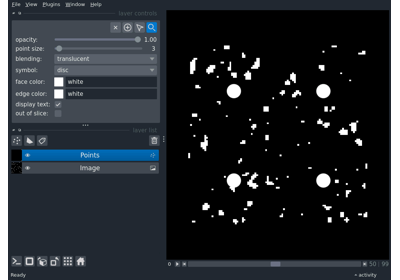 File View Plugins Window Help
layer controls
opacity: 1.00
point size: 3
blending: translucent
symbol: disc
face color: white
edge color: white
display text:
out of slice:
layer list
Points
Image
50 99
Ready
activity